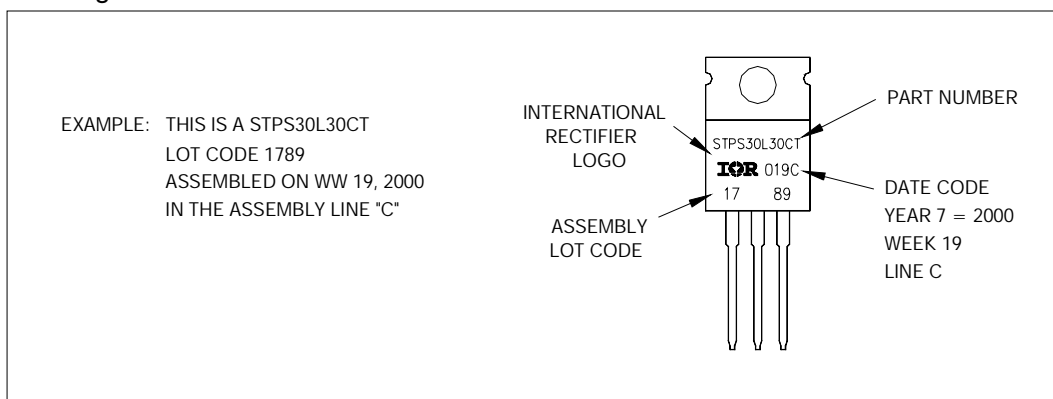 EXAMPLE: THIS IS A STPS30L30CT
LOT CODE 1789
ASSEMBLED ON WW 19, 2000
IN THE ASSEMBLY LINE "C"
INTERNATIONAL
RECTIFIER
LOGO
ASSEMBLY
LOT CODE
STPS30L30CT
IOR 019C
17 89
PART NUMBER
DATE CODE
YEAR 7 = 2000
WEEK 19
LINE C